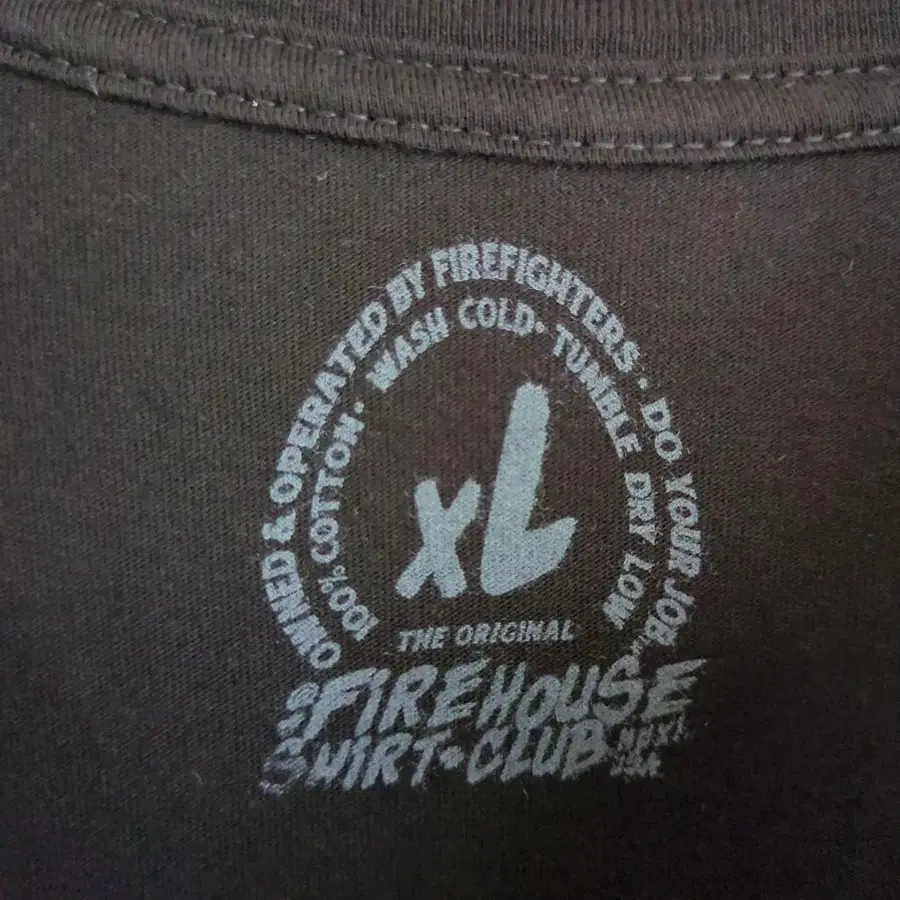 OWNED & OPERATED BY FIREFIGHTERS · DO YOUR JOB...
100% COTTON · WASH COLD · TUMBLE DRY LOW
XL
THE ORIGINAL
FIREHOUSE
SHIRT·CLUB